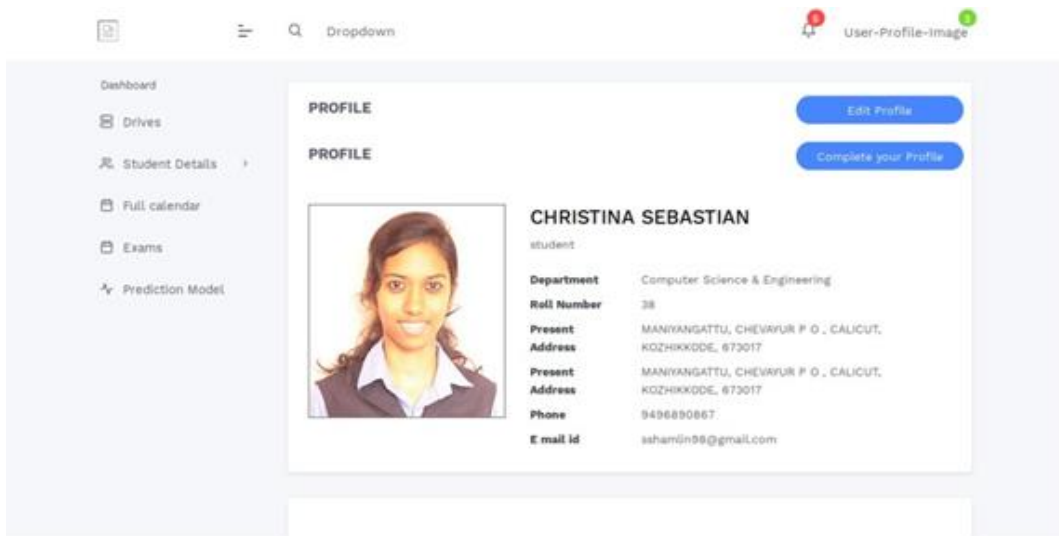 Dropdown
User-Profile-Image
Dashboard
Drives
Student Details
Full calendar
Exams
Prediction Model
PROFILE
Edit Profile
PROFILE
Complete your Profile
CHRISTINA SEBASTIAN
student
Department Computer Science & Engineering
Roll Number 38
Present MANIYANGATTU, CHEVAYUR P O , CALICUT,
Address KOZHIKKODE, 673017
Present MANIYANGATTU, CHEVAYUR P O , CALICUT,
Address KOZHIKKODE, 673017
Phone 9496890867
E mail id sshamlin98@gmail.com